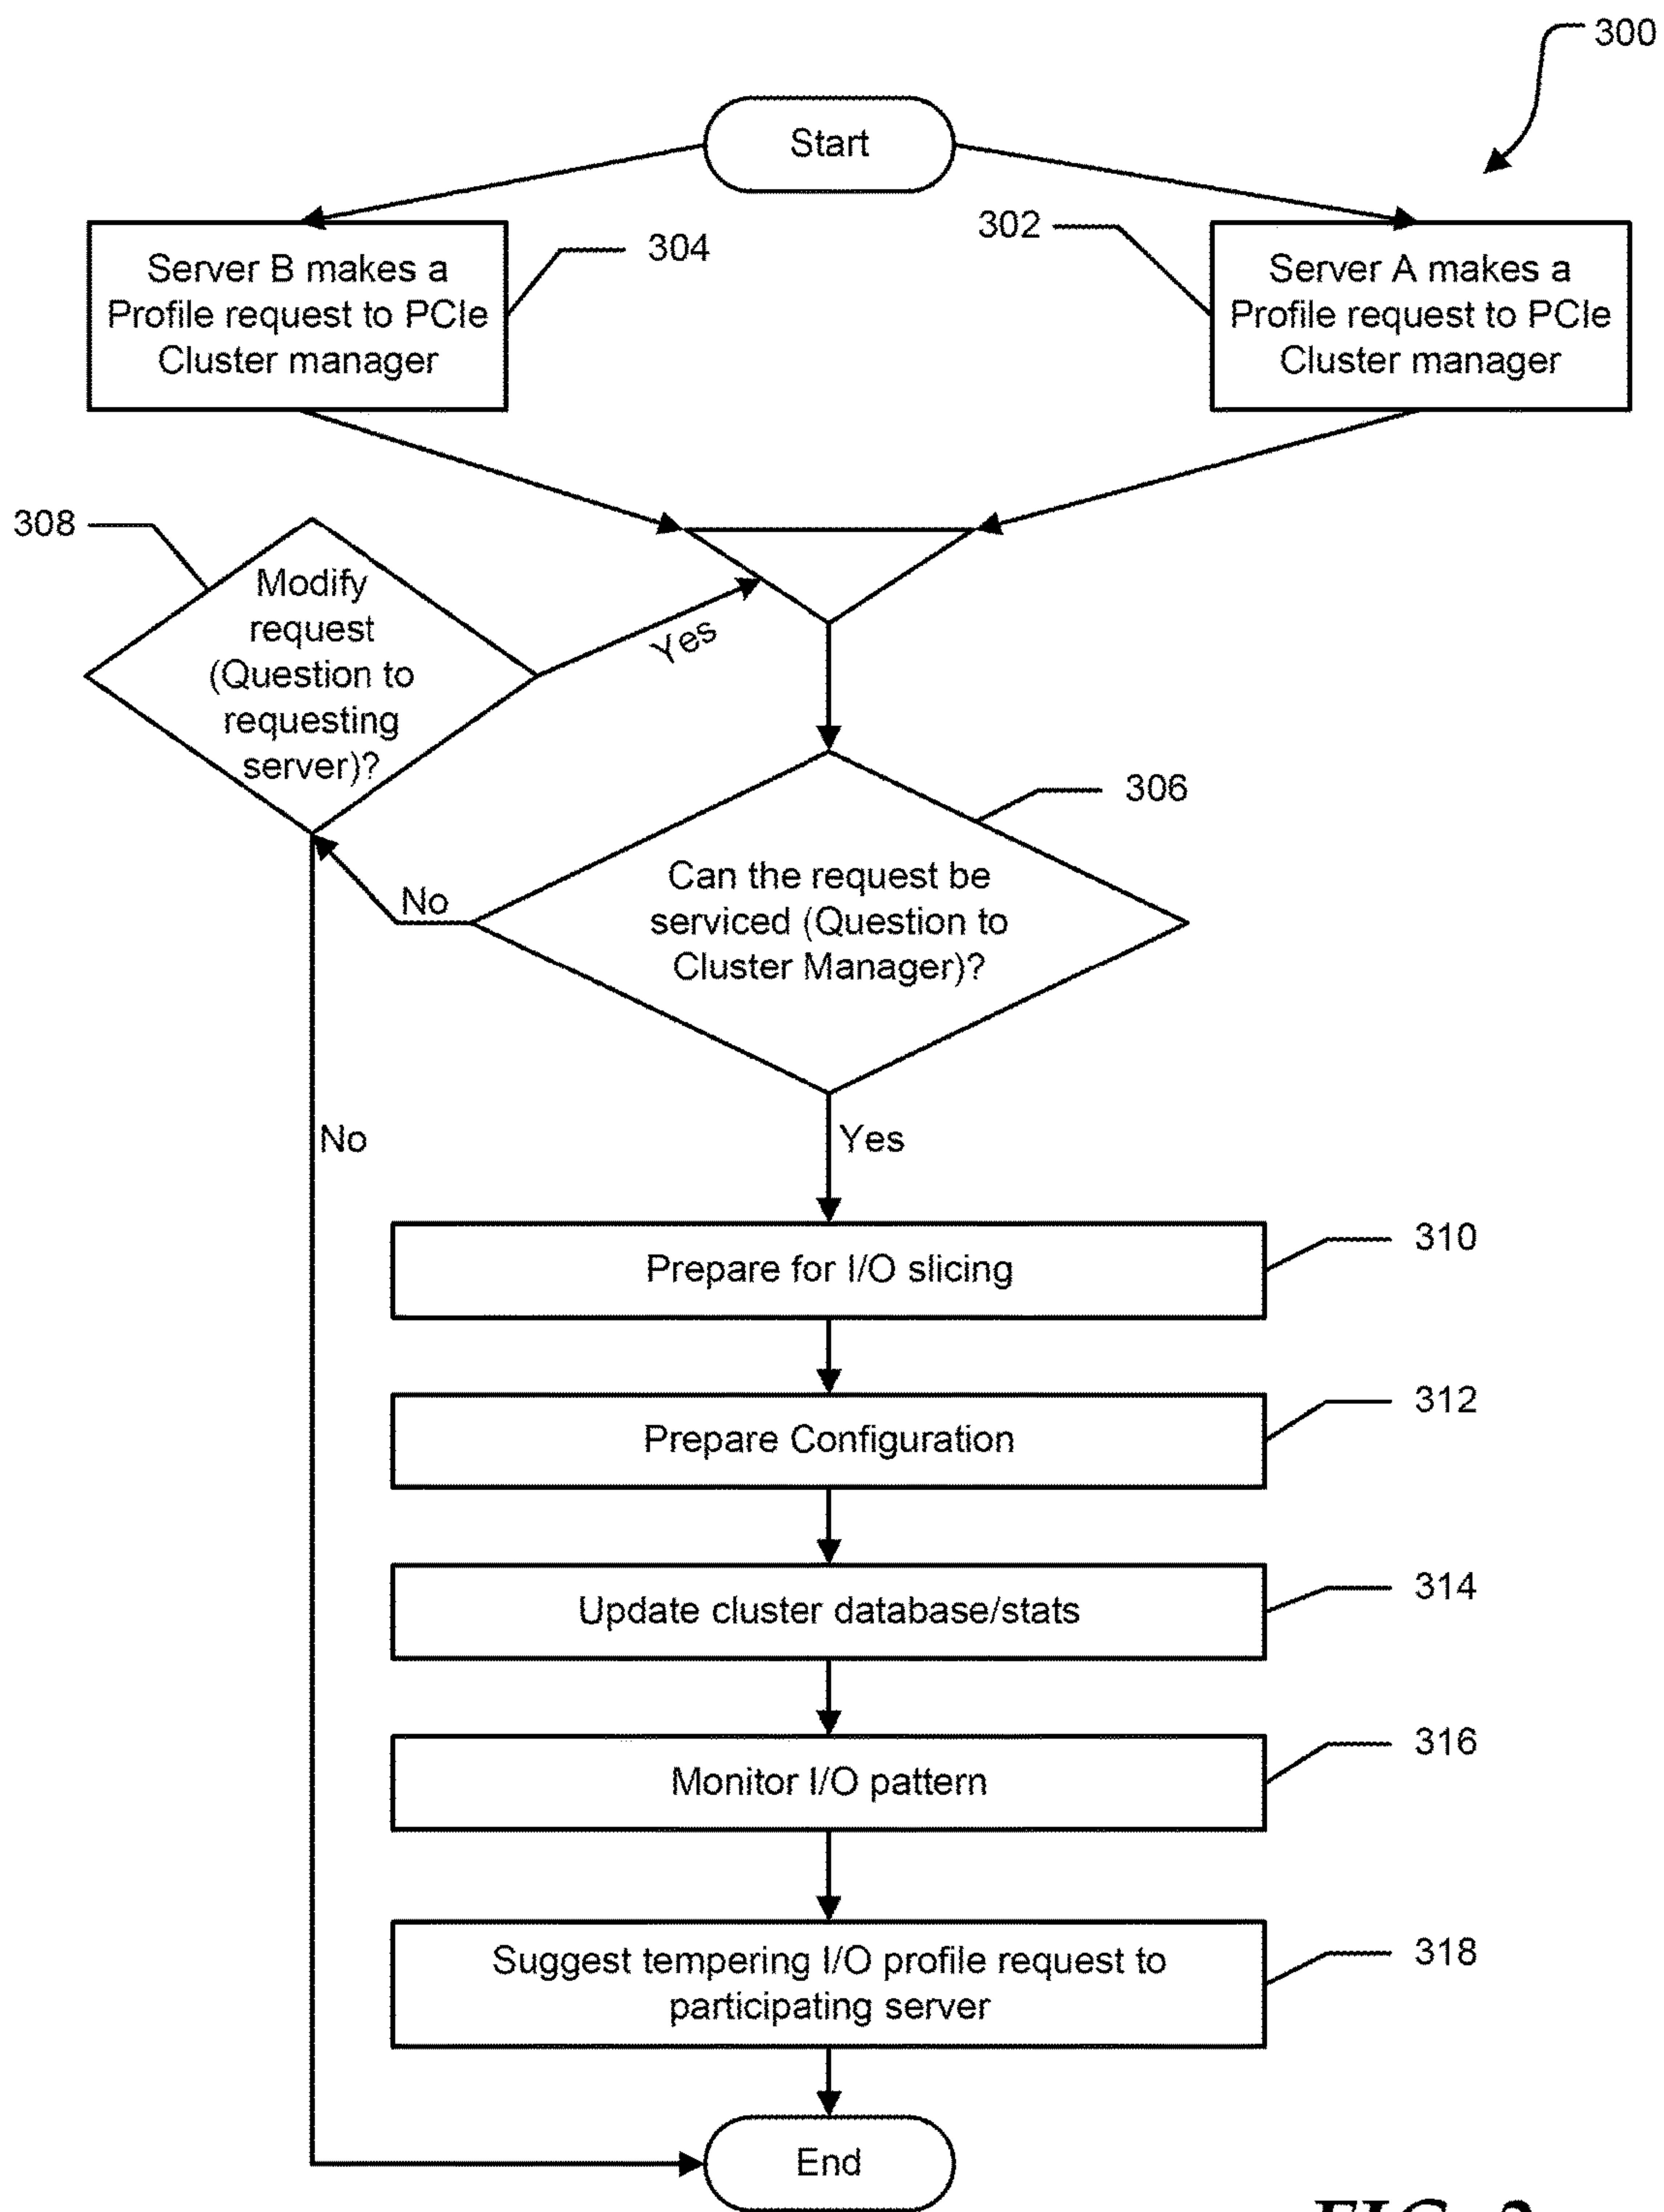 300
Start
304
302
Server B makes a
Profile request to PCIe
Cluster manager
Server A makes a
Profile request to PCIe
Cluster manager
308
Modify
request
(Question to
requesting
server)?
Yes
306
Can the request be
serviced (Question to
Cluster Manager)?
No
No
Yes
310
Prepare for I/O slicing
312
Prepare Configuration
314
Update cluster database/stats
316
Monitor I/O pattern
318
Suggest tempering I/O profile request to
participating server
End